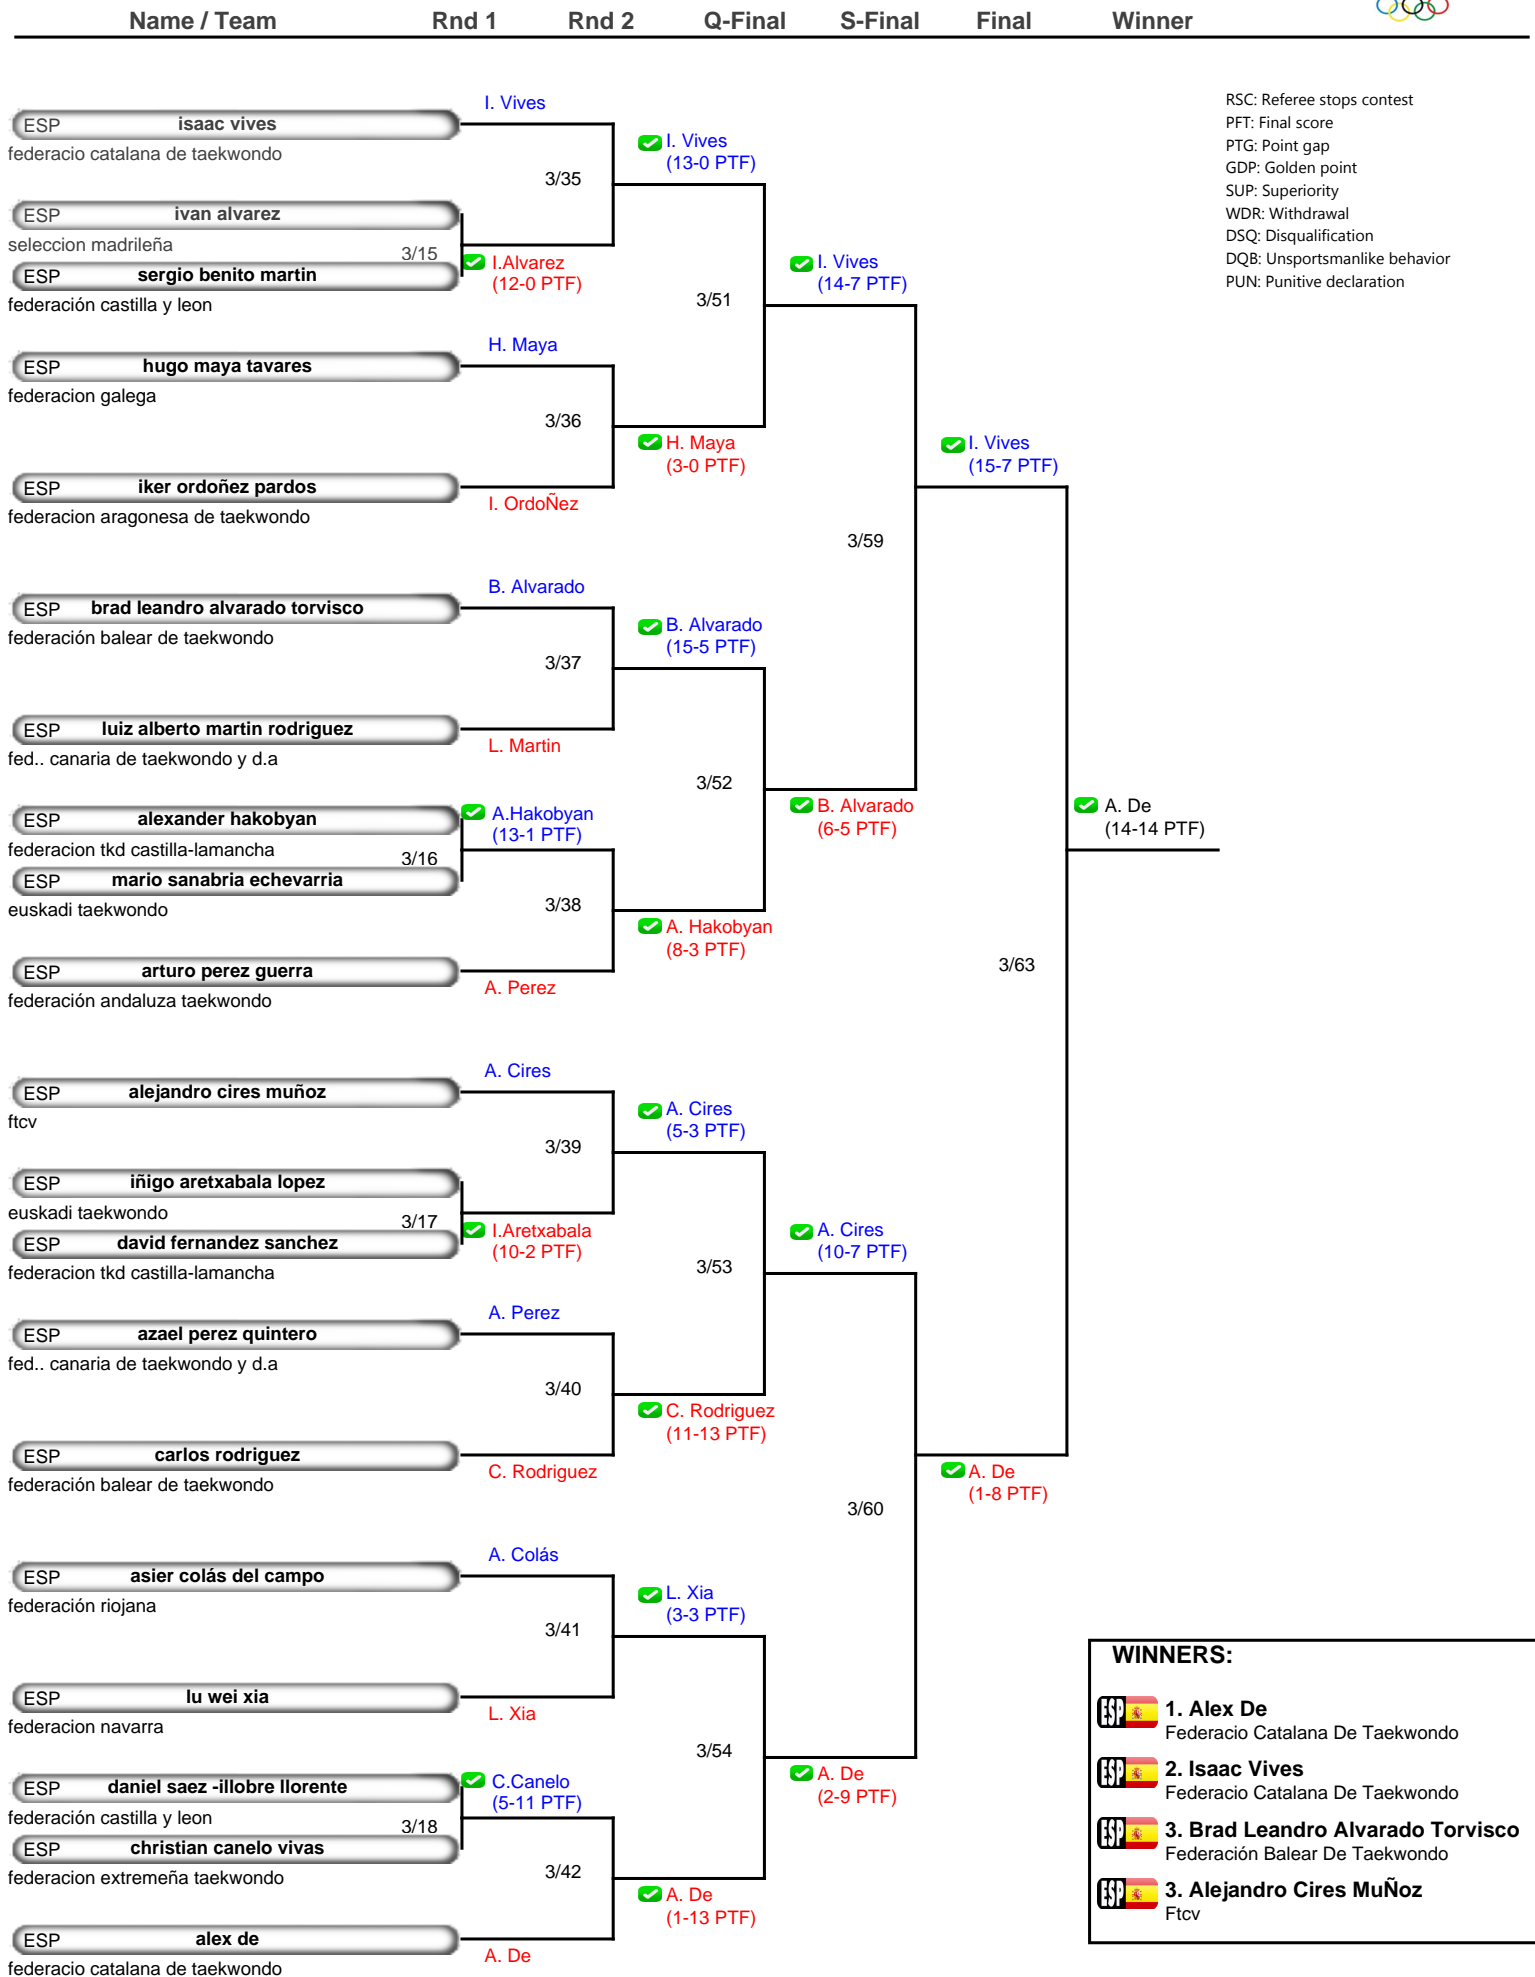 Name / Team Rnd 1 Rnd 2 Q-Final S-Final Final Winner
RSC: Referee stops contest
PFT: Final score
PTG: Point gap
GDP: Golden point
SUP: Superiority
WDR: Withdrawal
DSQ: Disqualification
DQB: Unsportsmanlike behavior
PUN: Punitive declaration
I. Vives
ESP isaac vives
federacio catalana de taekwondo
I. Vives
(13-0 PTF)
3/35
ESP ivan alvarez
seleccion madrileña
3/15
ESP sergio benito martin
federación castilla y leon
I.Alvarez
(12-0 PTF)
I. Vives
(14-7 PTF)
3/51
H. Maya
ESP hugo maya tavares
federacion galega
3/36
H. Maya
(3-0 PTF)
I. Vives
(15-7 PTF)
ESP iker ordoñez pardos
federacion aragonesa de taekwondo
I. OrdoÑez
3/59
B. Alvarado
ESP brad leandro alvarado torvisco
federación balear de taekwondo
B. Alvarado
(15-5 PTF)
3/37
ESP luiz alberto martin rodriguez
fed.. canaria de taekwondo y d.a
L. Martin
3/52
ESP alexander hakobyan
federacion tkd castilla-lamancha
A.Hakobyan
(13-1 PTF)
B. Alvarado
(6-5 PTF)
A. De
(14-14 PTF)
3/16
ESP mario sanabria echevarria
euskadi taekwondo
3/38
A. Hakobyan
(8-3 PTF)
ESP arturo perez guerra
federación andaluza taekwondo
A. Perez
3/63
A. Cires
ESP alejandro cires muñoz
ftcv
A. Cires
(5-3 PTF)
3/39
ESP iñigo aretxabala lopez
euskadi taekwondo
3/17
ESP david fernandez sanchez
federacion tkd castilla-lamancha
I.Aretxabala
(10-2 PTF)
A. Cires
(10-7 PTF)
3/53
A. Perez
ESP azael perez quintero
fed.. canaria de taekwondo y d.a
3/40
C. Rodriguez
(11-13 PTF)
ESP carlos rodriguez
federación balear de taekwondo
C. Rodriguez
A. De
(1-8 PTF)
3/60
A. Colás
ESP asier colás del campo
federación riojana
L. Xia
(3-3 PTF)
3/41
ESP lu wei xia
federacion navarra
L. Xia
3/54
ESP daniel saez -illobre llorente
federación castilla y leon
C.Canelo
(5-11 PTF)
A. De
(2-9 PTF)
3/18
ESP christian canelo vivas
federacion extremeña taekwondo
3/42
A. De
(1-13 PTF)
ESP alex de
federacio catalana de taekwondo
A. De
WINNERS:
ESP 1. Alex De
Federacio Catalana De Taekwondo
ESP 2. Isaac Vives
Federacio Catalana De Taekwondo
ESP 3. Brad Leandro Alvarado Torvisco
Federación Balear De Taekwondo
ESP 3. Alejandro Cires MuÑoz
Ftcv